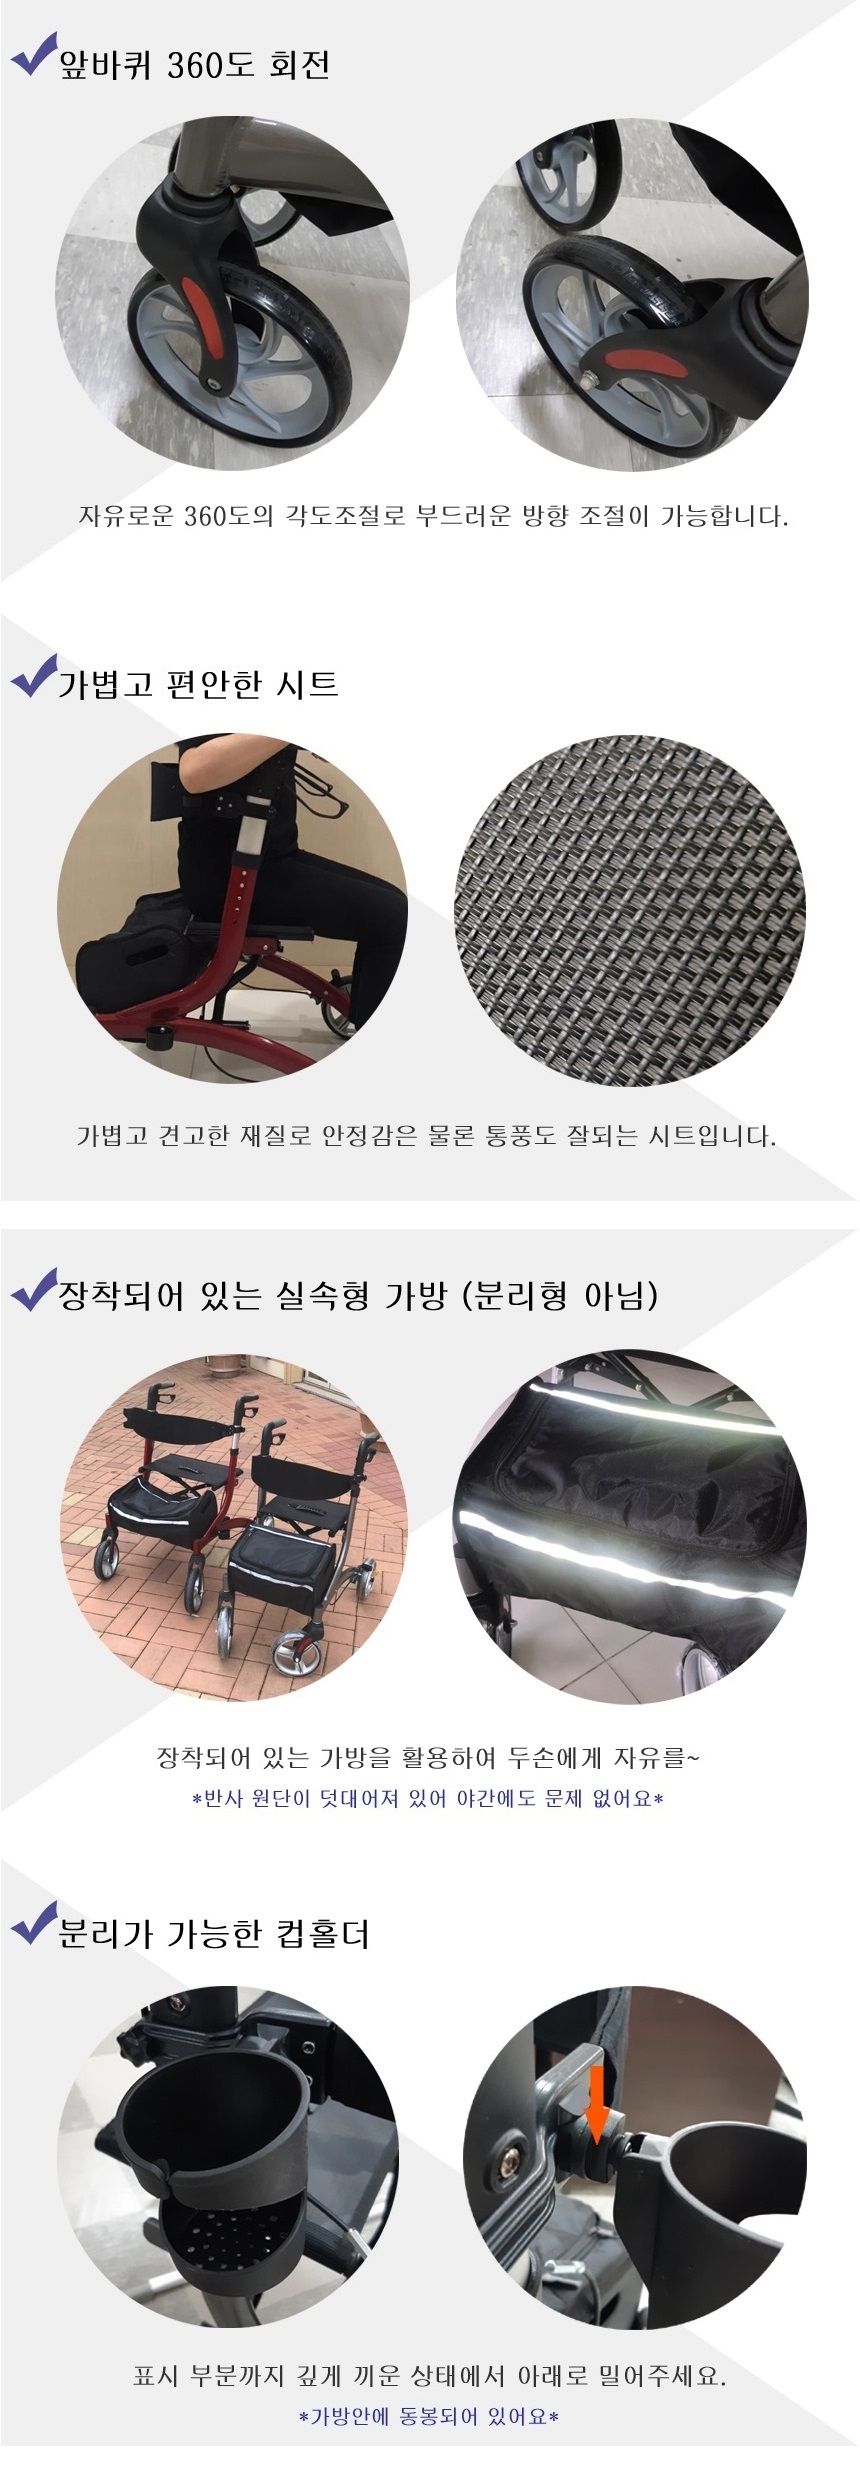 앞바퀴 360도 회전
자유로운 360도의 각도조절로 부드러운 방향 조절이 가능합니다.
가볍고 편안한 시트
가볍고 견고한 재질로 안정감은 물론 통풍도 잘되는 시트입니다.
장착되어 있는 실속형 가방 (분리형 아님)
장착되어 있는 가방을 활용하여 두손에게 자유를~
*반사 원단이 덧대어져 있어 야간에도 문제 없어요*
분리가 가능한 컵홀더
표시 부분까지 깊게 끼운 상태에서 아래로 밀어주세요.
*가방안에 동봉되어 있어요*